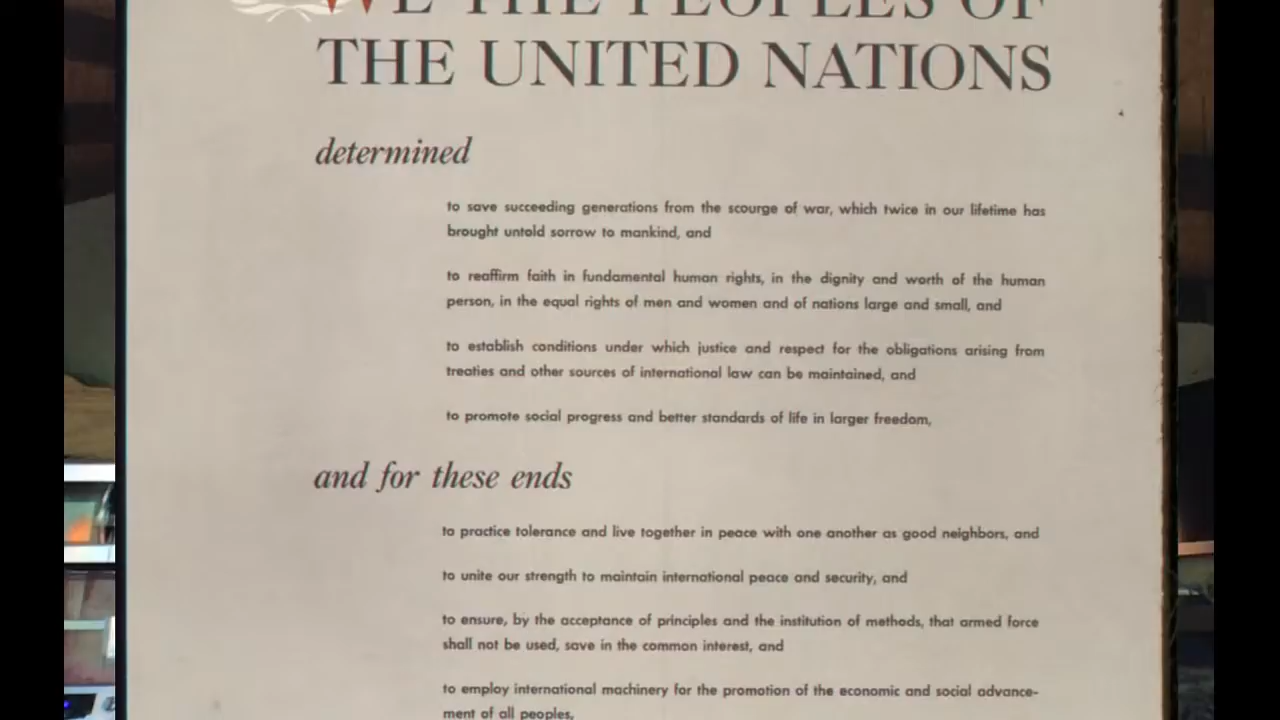 WE THE PEOPLES OF
THE UNITED NATIONS
determined
to save succeeding generations from the scourge of war, which twice in our lifetime has
brought untold sorrow to mankind, and
to reaffirm faith in fundamental human rights, in the dignity and worth of the human
person, in the equal rights of men and women and of nations large and small, and
to establish conditions under which justice and respect for the obligations arising from
treaties and other sources of international law can be maintained, and
to promote social progress and better standards of life in larger freedom,
and for these ends
to practice tolerance and live together in peace with one another as good neighbors, and
to unite our strength to maintain international peace and security, and
to ensure, by the acceptance of principles and the institution of methods, that armed force
shall not be used, save in the common interest, and
to employ international machinery for the promotion of the economic and social advance-
ment of all peoples,